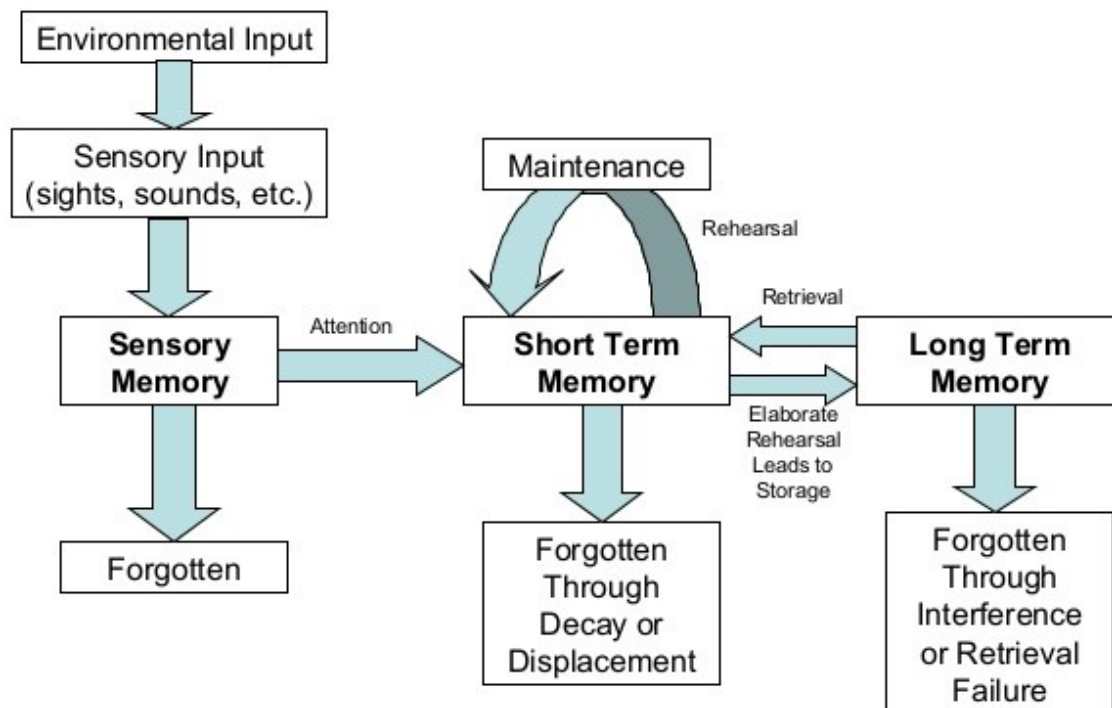 Environmental Input
Sensory Input
(sights, sounds, etc.)
Maintenance
Rehearsal
Attention
Retrieval
Sensory
Memory
Short Term
Memory
Long Term
Memory
Elaborate
Rehearsal
Leads to
Storage
Forgotten
Forgotten
Through
Decay or
Displacement
Forgotten
Through
Interference
or Retrieval
Failure